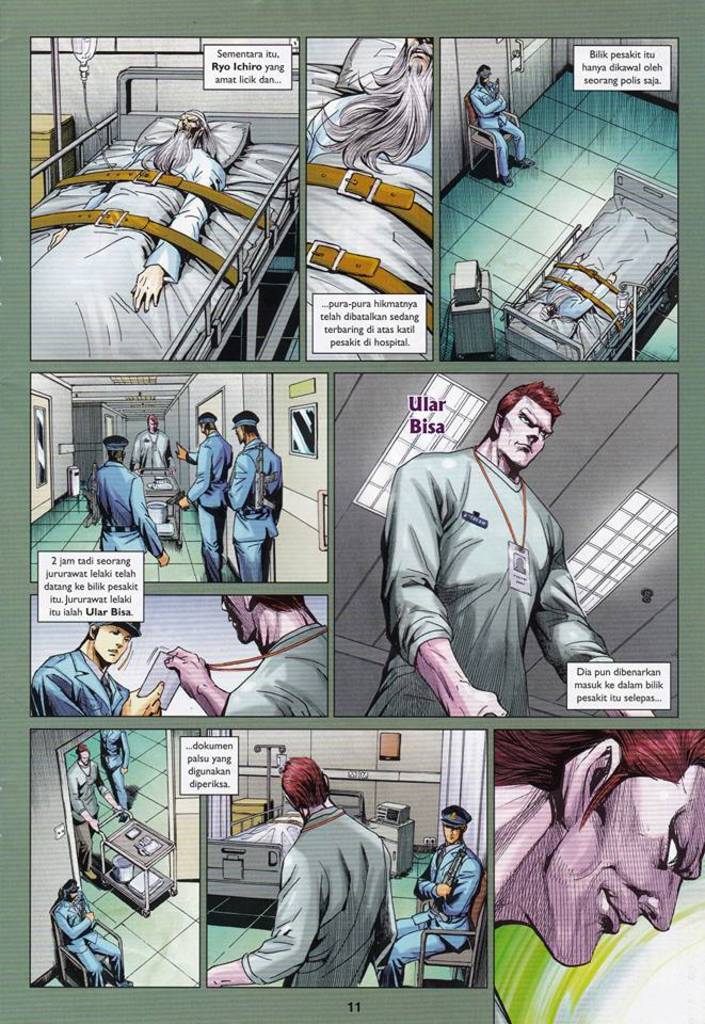 Sementara itu,
Ryo Ichiro yang
amat licik dan...
...pura-pura hikmatnya
telah dibatalkan sedang
terbaring di atas katil
pesakit di hospital.
Bilik pesakit itu
hanya dikawal oleh
seorang polis saja.
2 jam tadi seorang
jururawat lelaki telah
datang ke bilik pesakit
itu. Jururawat lelaki
itu ialah Ular Bisa.
Ular
Bisa
Dia pun dibenarkan
masuk ke dalam bilik
pesakit itu selepas...
...dokumen
palsu yang
digunakan
diperiksa.
11